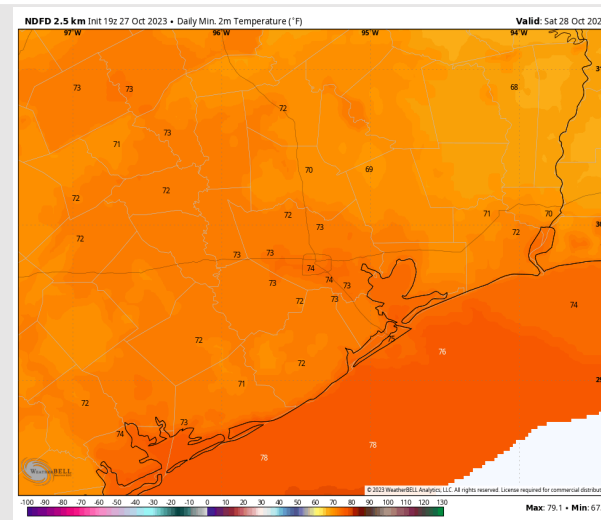 NDFD 2.5 km Init 19z 27 Oct 2023 • Daily Min. 2m Temperature (°F)
Valid: Sat 28 Oct 202
97°W 96°W 95°W 94°W
73 73 68
72
73
71
70 69
72 72
72 71 70
73 72
72
73 73
74
73 74 73
72 73
74
75
72 76
72
71
72
73
74
78 78
WEATHERBELL
© 2023 WeatherBELL Analytics, LLC. All rights reserved. License required for commercial distribut
-100 -90 -80 -70 -60 -50 -40 -30 -20 -10 0 10 20 30 40 50 60 70 80 90 100 110 120 130
Max: 79.1 • Min: 67.